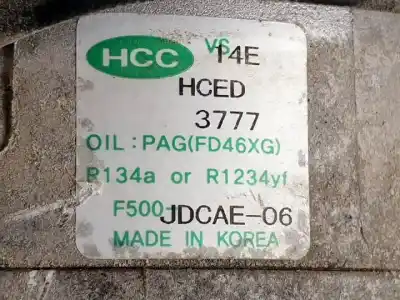 HCC VS 14E
HCED
3777
OIL : PAG(FD46XG)
R134a or R1234yf
F500-JDCAE-06
MADE IN KOREA